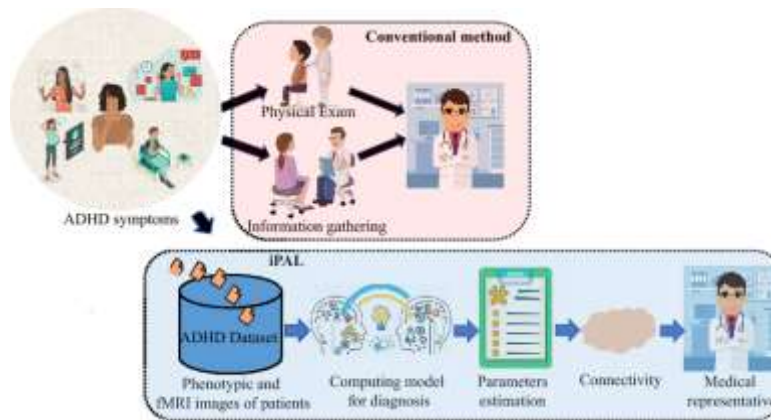 Conventional method
Physical Exam
ADHD symptoms
Information gathering
iPAL
ADHD Dataset
Phenotypic and
fMRI images of patients
Computing model
for diagnosis
Parameters
estimation
Connectivity
Medical
representative